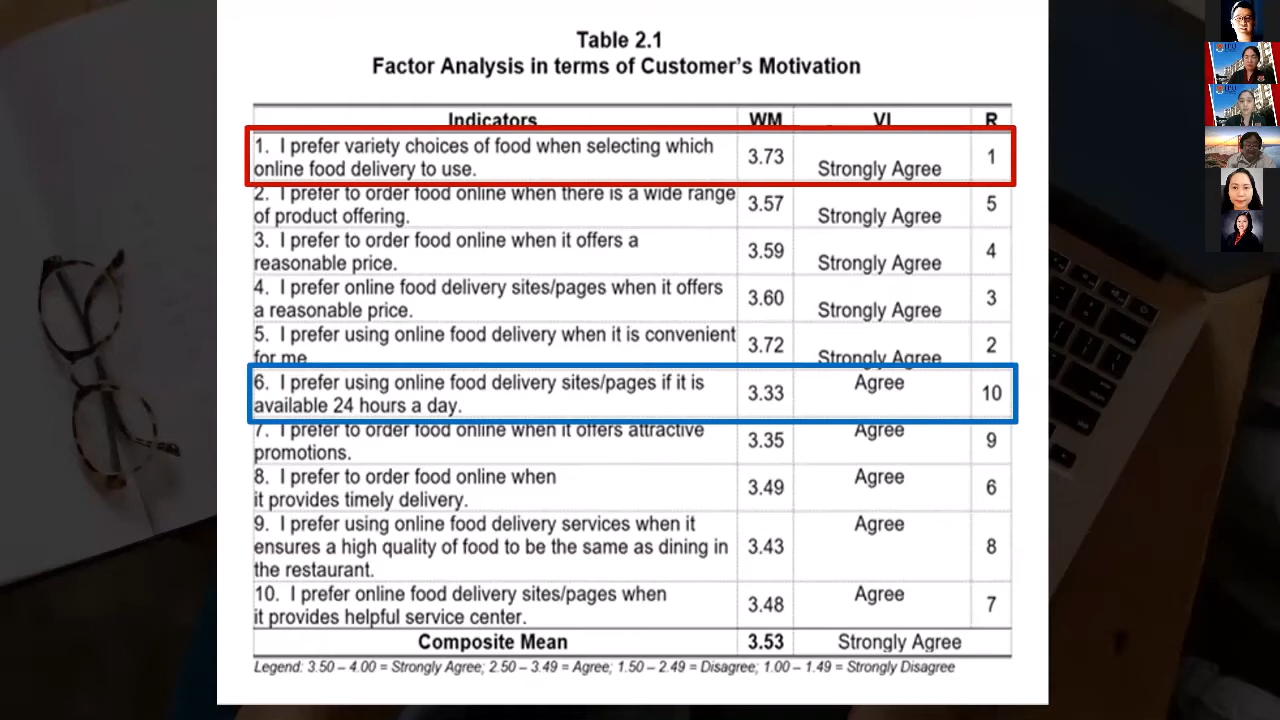 Table 2.1
Factor Analysis in terms of Customer's Motivation
Indicators WM VI R
1. I prefer variety choices of food when selecting which
online food delivery to use. 3.73 Strongly Agree 1
2. I prefer to order food online when there is a wide range
of product offering. 3.57 Strongly Agree 5
3. I prefer to order food online when it offers a
reasonable price. 3.59 Strongly Agree 4
4. I prefer online food delivery sites/pages when it offers
a reasonable price. 3.60 Strongly Agree 3
5. I prefer using online food delivery when it is convenient
for me 3.72 Strongly Agree 2
6. I prefer using online food delivery sites/pages if it is
available 24 hours a day. 3.33 Agree 10
7. I prefer to order food online when it offers attractive
promotions. 3.35 Agree 9
8. I prefer to order food online when
it provides timely delivery. 3.49 Agree 6
9. I prefer using online food delivery services when it
ensures a high quality of food to be the same as dining in
the restaurant. 3.43 Agree 8
10. I prefer online food delivery sites/pages when
it provides helpful service center. 3.48 Agree 7
Composite Mean 3.53 Strongly Agree
Legend: 3.50 – 4.00 = Strongly Agree; 2.50 – 3.49 = Agree; 1.50 – 2.49 = Disagree; 1.00 – 1.49 = Strongly Disagree